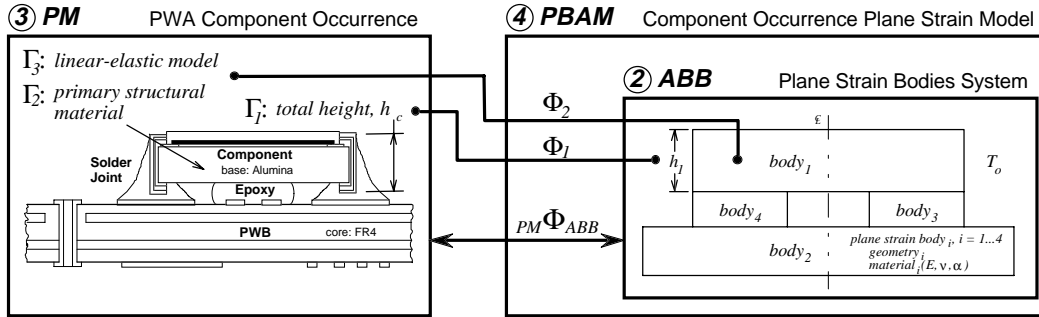 ③ PM PWA Component Occurrence
Γ₃: linear-elastic model
Γ₂: primary structural
material
Γ₁: total height, h c
Solder
Joint
Component
base: Alumina
Epoxy
PWB core: FR4
④ PBAM Component Occurrence Plane Strain Model
② ABB Plane Strain Bodies System
Φ₂
Φ₁
PMΦABB
℄
h₁
body₁
Tₒ
body₄
body₃
body₂
plane strain body i, i = 1...4
geometry i
material i (E, ν, α)